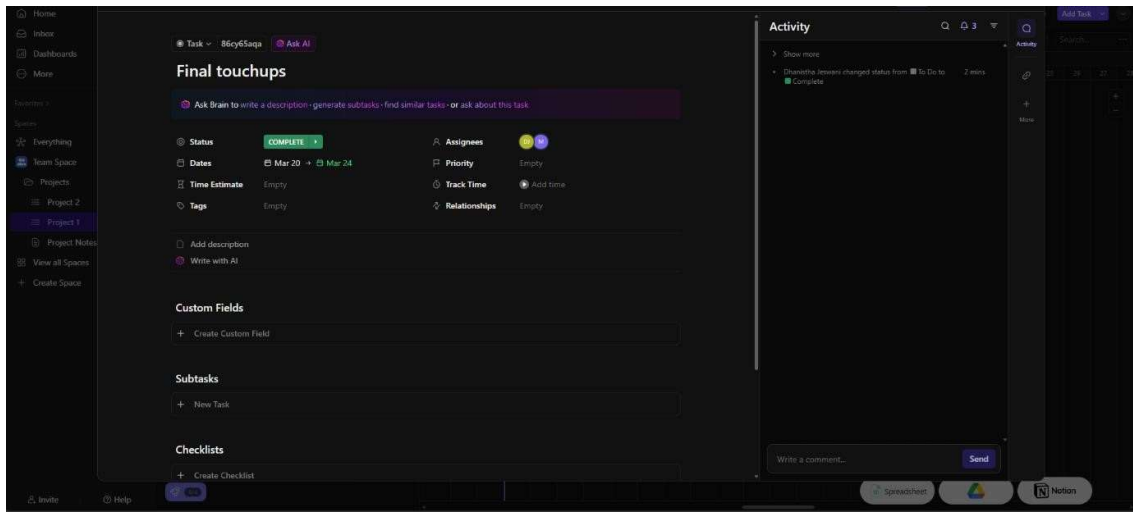 Home
Inbox
Dashboards
More
Favorites >
Spaces
Everything
Team Space
Projects
Project 2
Project 1
Project Notes
View all Spaces
+ Create Space
Invite
Help
Task
86cy65aqa
Ask AI
Final touchups
Ask Brain to write a description · generate subtasks · find similar tasks · or ask about this task
Status
COMPLETE
Assignees
DJ M
Dates
Mar 20 → Mar 24
Priority
Empty
Time Estimate
Empty
Track Time
Add time
Tags
Empty
Relationships
Empty
Add description
Write with AI
Custom Fields
+ Create Custom Field
Subtasks
+ New Task
Checklists
+ Create Checklist
Activity
3
> Show more
• Dhanistha Jeswani changed status from To Do to
Complete
2 mins
Write a comment...
Send
Activity
+
More
Add Task
Search...
Spreadsheet
Notion